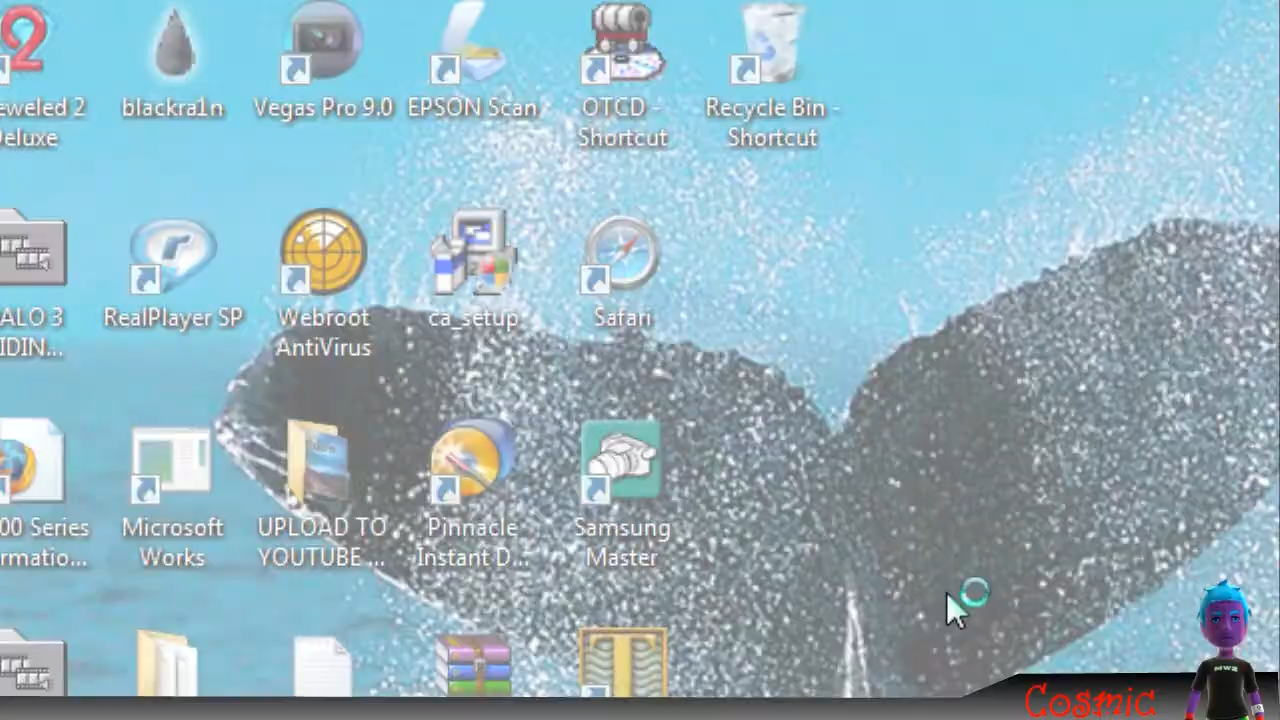 eweled 2
Deluxe
blackra1n
Vegas Pro 9.0
EPSON Scan
OTCD -
Shortcut
Recycle Bin -
Shortcut
ALO 3
IDIN...
RealPlayer SP
Webroot
AntiVirus
ca_setup
Safari
00 Series
rmatio...
Microsoft
Works
UPLOAD TO
YOUTUBE ...
Pinnacle
Instant D...
Samsung
Master
MW2
Cosmic